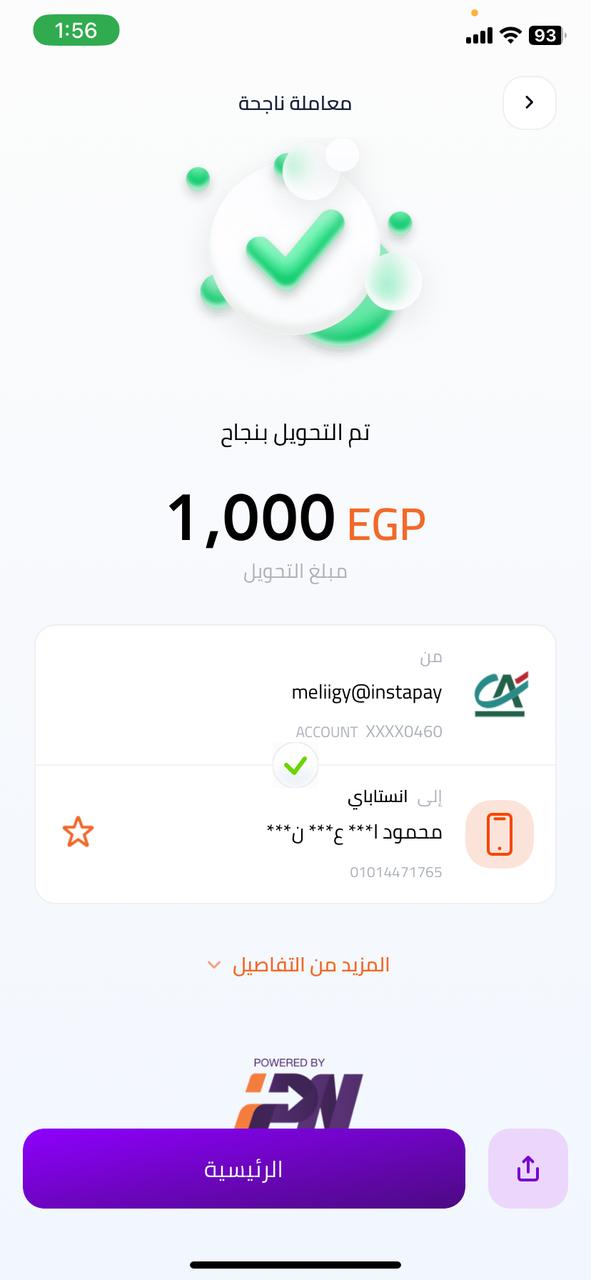 1:56
93
معاملة ناجحة
تم التحويل بنجاح
1,000 EGP
مبلغ التحويل
من
meliigy@instapay
ACCOUNT XXXX0460
إلى انستاباي
محمود ا*** ع*** ن***
01014471765
المزيد من التفاصيل
POWERED BY
IPN
الرئيسية